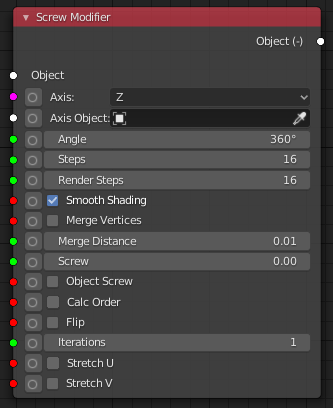 Screw Modifier
Object (-)
Object
Axis: Z
Axis Object:
Angle 360°
Steps 16
Render Steps 16
Smooth Shading
Merge Vertices
Merge Distance 0.01
Screw 0.00
Object Screw
Calc Order
Flip
Iterations 1
Stretch U
Stretch V